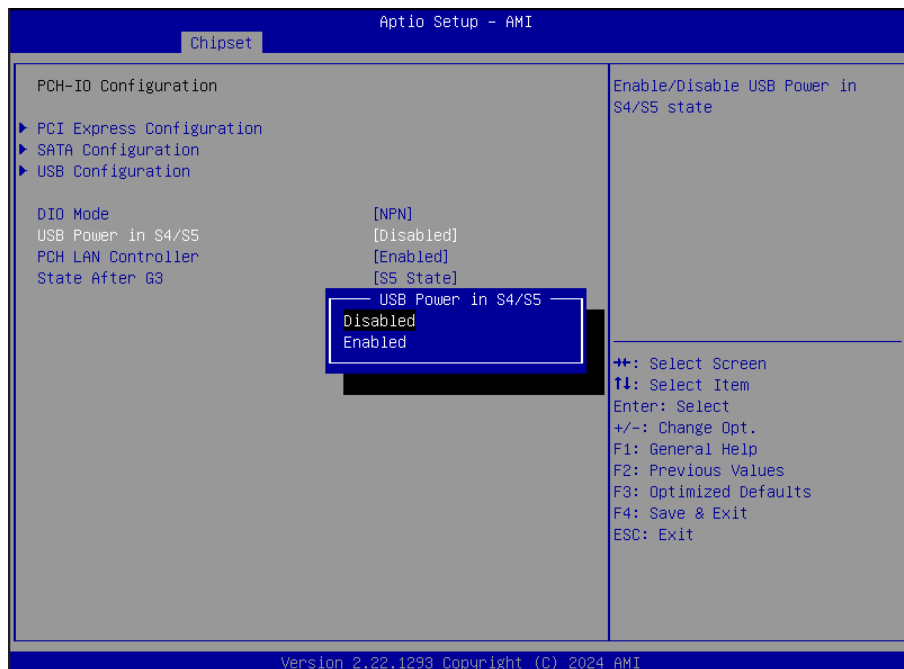 Aptio Setup – AMI
Chipset
PCH-IO Configuration
PCI Express Configuration
SATA Configuration
USB Configuration
DIO Mode [NPN]
USB Power in S4/S5 [Disabled]
PCH LAN Controller [Enabled]
State After G3 [S5 State]
USB Power in S4/S5
Disabled
Enabled
Enable/Disable USB Power in
S4/S5 state
→←: Select Screen
↑↓: Select Item
Enter: Select
+/-: Change Opt.
F1: General Help
F2: Previous Values
F3: Optimized Defaults
F4: Save & Exit
ESC: Exit
Version 2.22.1293 Copyright (C) 2024 AMI